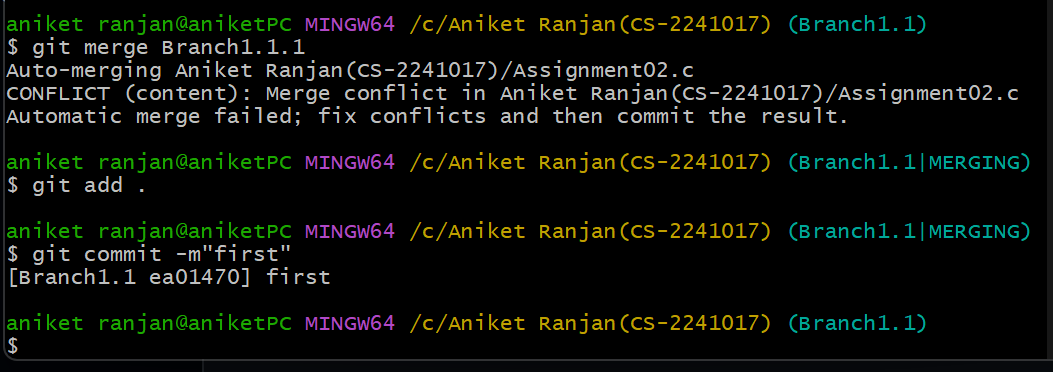 aniket ranjan@aniketPC MINGW64 /c/Aniket Ranjan(CS-2241017) (Branch1.1)
$ git merge Branch1.1.1
Auto-merging Aniket Ranjan(CS-2241017)/Assignment02.c
CONFLICT (content): Merge conflict in Aniket Ranjan(CS-2241017)/Assignment02.c
Automatic merge failed; fix conflicts and then commit the result.
aniket ranjan@aniketPC MINGW64 /c/Aniket Ranjan(CS-2241017) (Branch1.1|MERGING)
$ git add .
aniket ranjan@aniketPC MINGW64 /c/Aniket Ranjan(CS-2241017) (Branch1.1|MERGING)
$ git commit -m"first"
[Branch1.1 ea01470] first
aniket ranjan@aniketPC MINGW64 /c/Aniket Ranjan(CS-2241017) (Branch1.1)
$